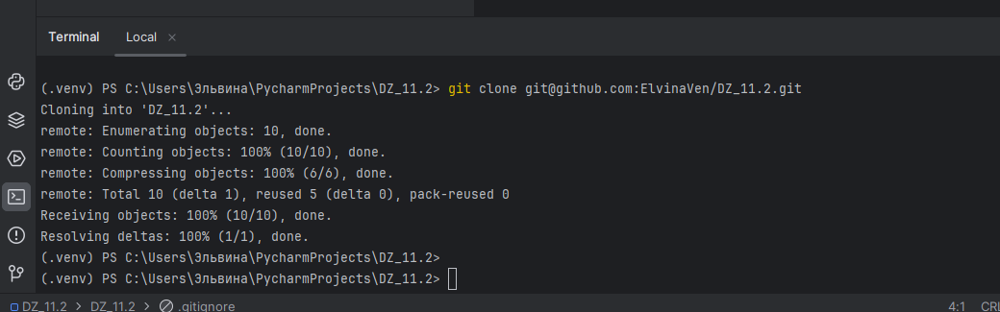 Terminal Local ×
(.venv) PS C:\Users\Эльвина\PycharmProjects\DZ_11.2> git clone git@github.com:ElvinaVen/DZ_11.2.git
Cloning into 'DZ_11.2'...
remote: Enumerating objects: 10, done.
remote: Counting objects: 100% (10/10), done.
remote: Compressing objects: 100% (6/6), done.
remote: Total 10 (delta 1), reused 5 (delta 0), pack-reused 0
Receiving objects: 100% (10/10), done.
Resolving deltas: 100% (1/1), done.
(.venv) PS C:\Users\Эльвина\PycharmProjects\DZ_11.2>
(.venv) PS C:\Users\Эльвина\PycharmProjects\DZ_11.2>
DZ_11.2 > DZ_11.2 > .gitignore 4:1 CRL